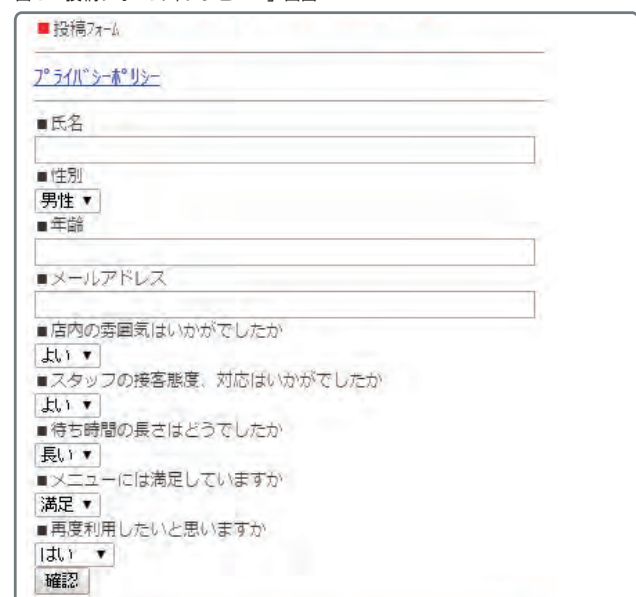 ■投稿ﾌｫｰﾑ
ﾌﾟﾗｲﾊﾞｼｰﾎﾟﾘｼｰ
■氏名
■性別
男性 ▼
■年齢
■メールアドレス
■店内の雰囲気はいかがでしたか
よい ▼
■スタッフの接客態度、対応はいかがでしたか
よい ▼
■待ち時間の長さはどうでしたか
長い ▼
■メニューには満足していますか
満足 ▼
■再度利用したいと思いますか
はい ▼
確認